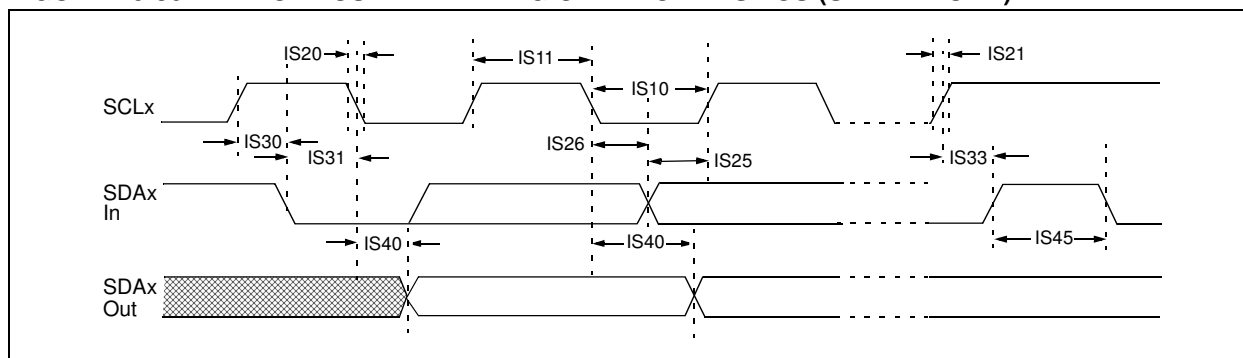 IS20
IS11
IS21
IS10
SCLx
IS30
IS31
IS26
IS25
IS33
SDAx
In
IS40
IS40
IS45
SDAx
Out